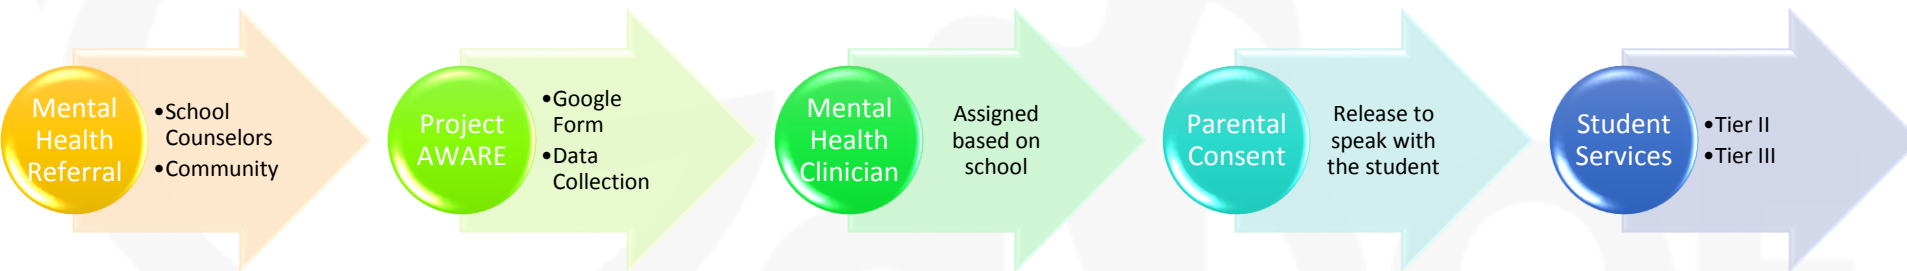 Mental
Health
Referral
•School
Counselors
•Community
Project
AWARE
•Google
Form
•Data
Collection
Mental
Health
Clinician
Assigned
based on
school
Parental
Consent
Release to
speak with
the student
Student
Services
•Tier II
•Tier III